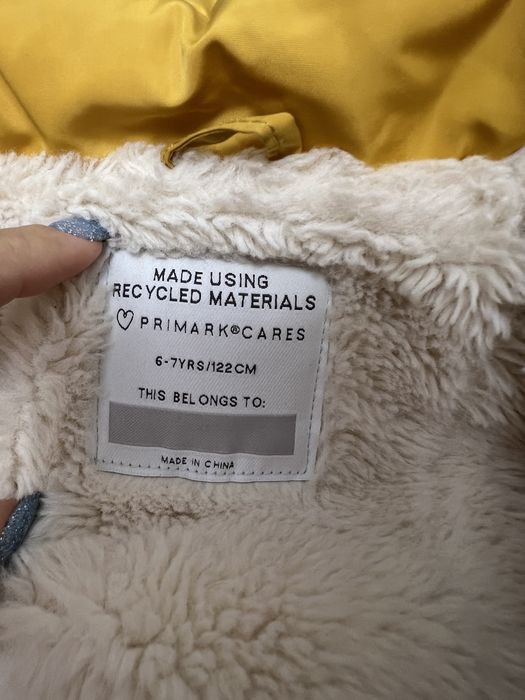 MADE USING
RECYCLED MATERIALS
♡ PRIMARK®CARES
6-7YRS/122CM
THIS BELONGS TO:
MADE IN CHINA